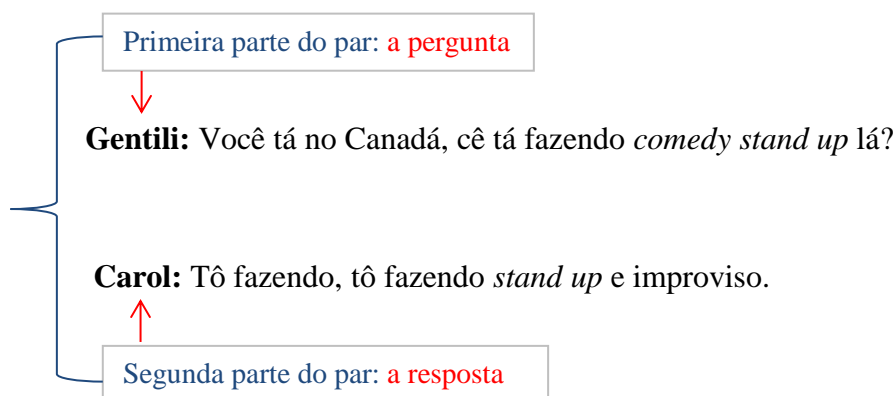 Primeira parte do par: a pergunta
Gentili: Você tá no Canadá, cê tá fazendo comedy stand up lá?
Carol: Tô fazendo, tô fazendo stand up e improviso.
Segunda parte do par: a resposta